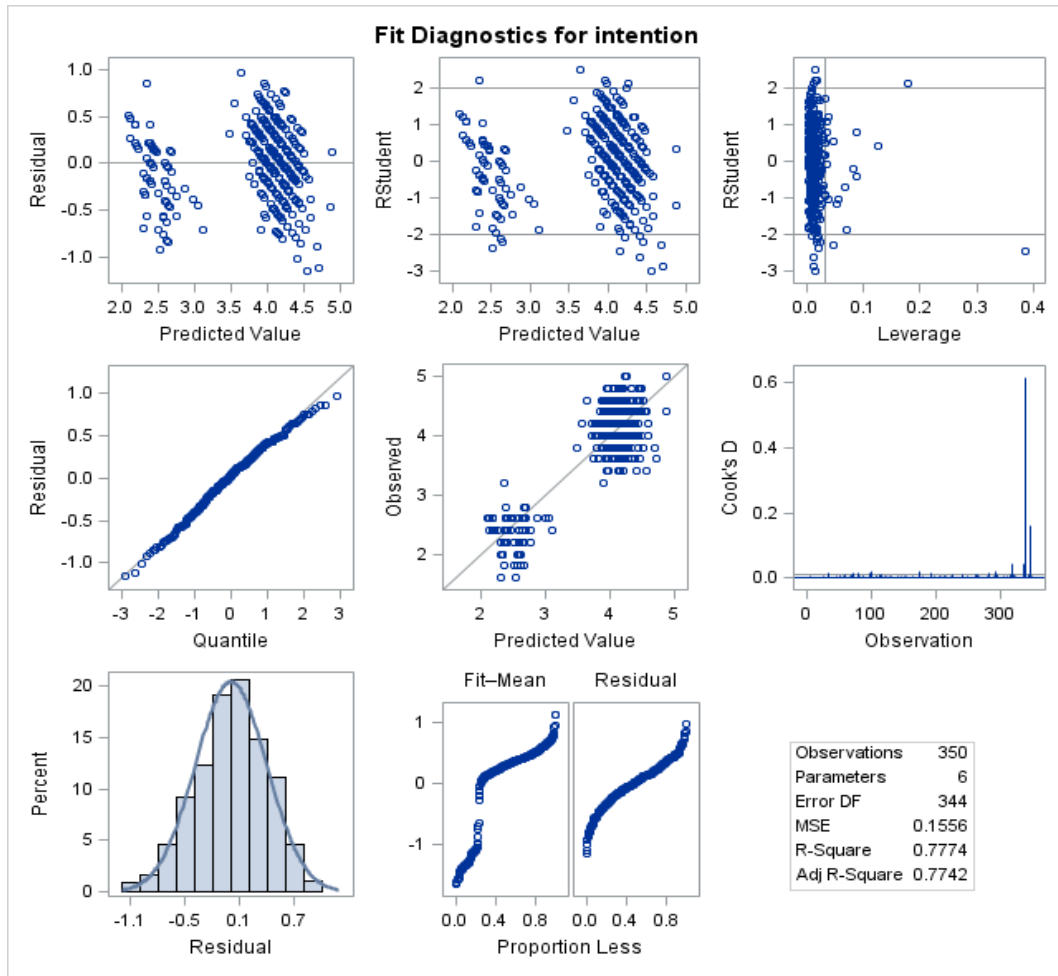 Fit Diagnostics for intention
1.0
0.5
0.0
-0.5
-1.0
Residual
2.0 2.5 3.0 3.5 4.0 4.5 5.0
Predicted Value
2
1
0
-1
-2
-3
RStudent
2.0 2.5 3.0 3.5 4.0 4.5 5.0
Predicted Value
2
1
0
-1
-2
-3
RStudent
0.0 0.1 0.2 0.3 0.4
Leverage
1.0
0.5
0.0
-0.5
-1.0
Residual
-3 -2 -1 0 1 2 3
Quantile
5
4
3
2
Observed
2 3 4 5
Predicted Value
0.6
0.4
0.2
0.0
Cook's D
0 100 200 300
Observation
20
15
10
5
0
Percent
-1.1 -0.5 0.1 0.7
Residual
Fit–Mean Residual
1
0
-1
0.0 0.4 0.8 0.0 0.4 0.8
Proportion Less
Observations 350
Parameters 6
Error DF 344
MSE 0.1556
R-Square 0.7774
Adj R-Square 0.7742